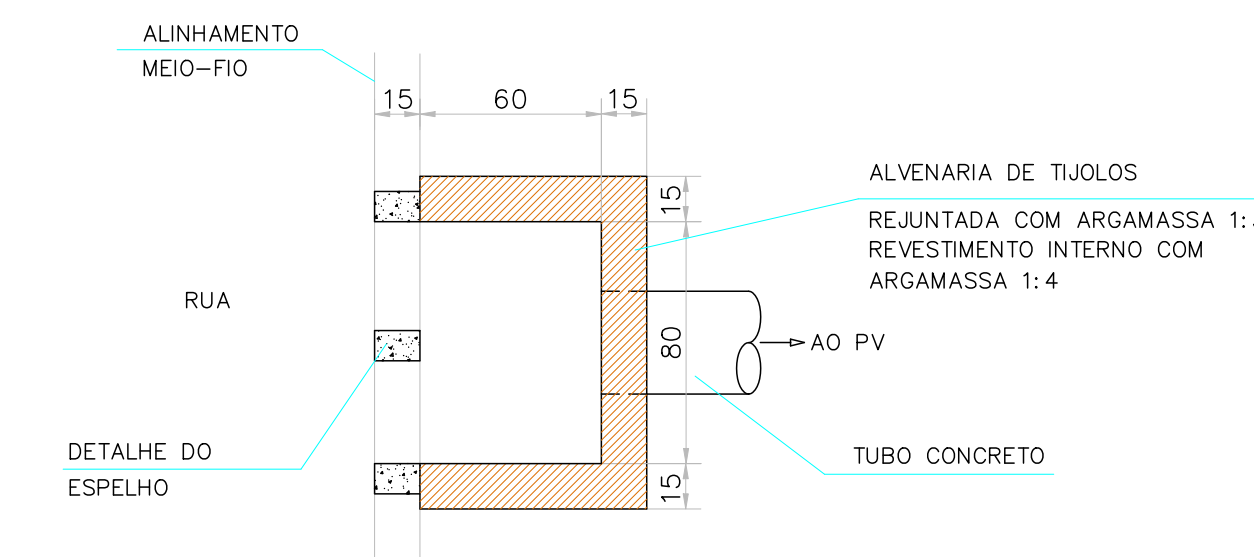 ALINHAMENTO
MEIO-FIO
15 60 15
ALVENARIA DE TIJOLOS
REJUNTADA COM ARGAMASSA
REVESTIMENTO INTERNO COM
ARGAMASSA 1:4
15
RUA
80
AO PV
DETALHE DO
ESPELHO
TUBO CONCRETO
15